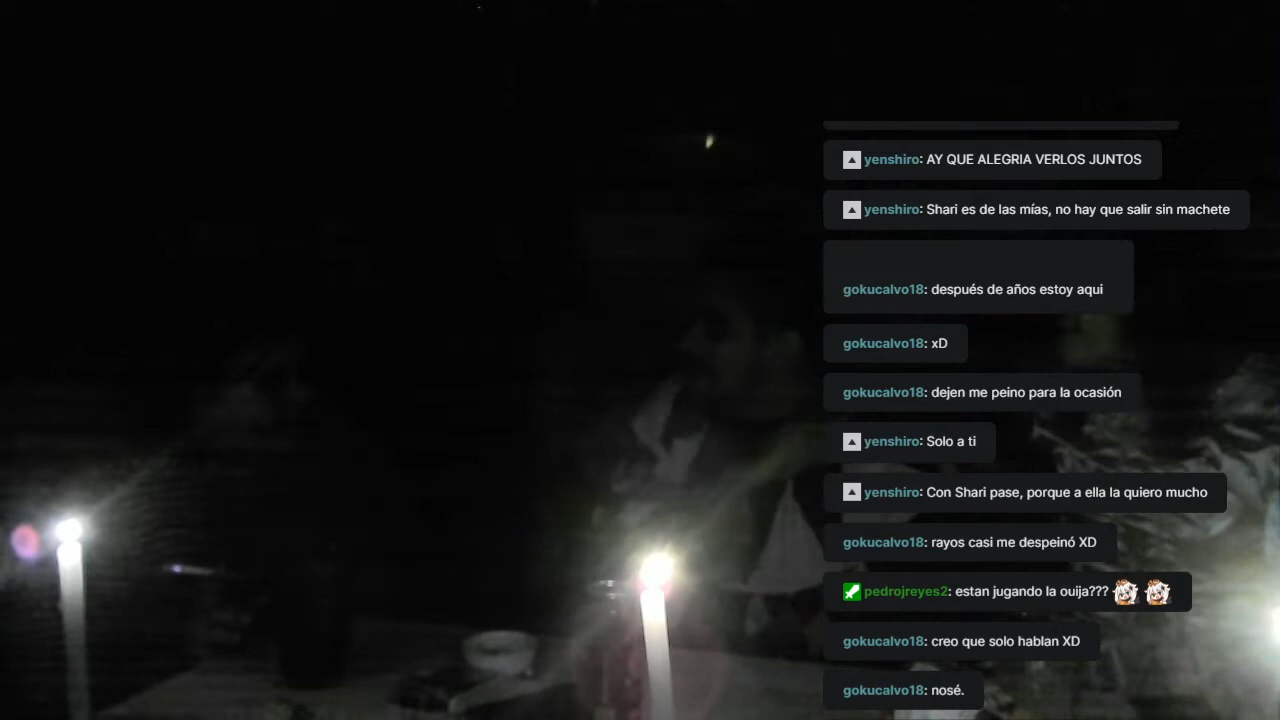 yenshiro: AY QUE ALEGRIA VERLOS JUNTOS
yenshiro: Shari es de las mías, no hay que salir sin machete
gokucalvo18: después de años estoy aqui
gokucalvo18: xD
gokucalvo18: dejen me peino para la ocasión
yenshiro: Solo a ti
yenshiro: Con Shari pase, porque a ella la quiero mucho
gokucalvo18: rayos casi me despeinó XD
pedrojreyes2: estan jugando la ouija???
gokucalvo18: creo que solo hablan XD
gokucalvo18: nosé.